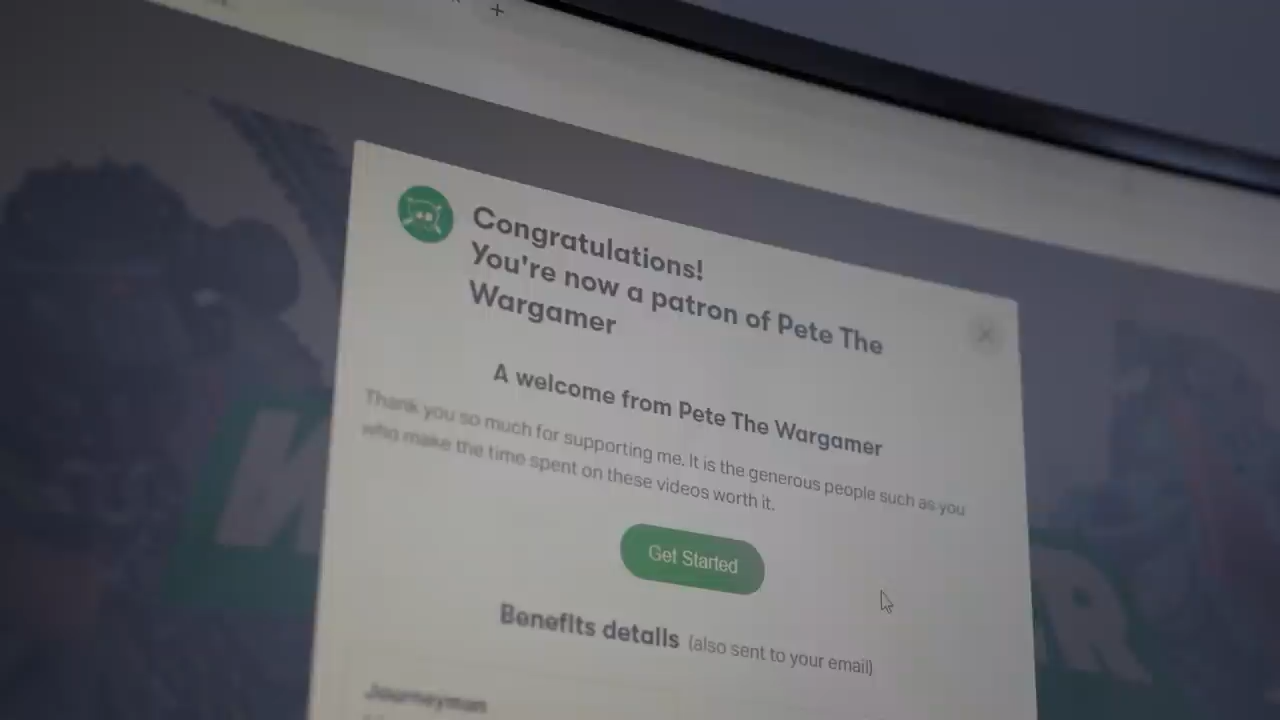 Congratulations!
You're now a patron of Pete The
Wargamer
A welcome from Pete The Wargamer
Thank you so much for supporting me. It is the generous people such as you
who make the time spent on these videos worth it.
Get Started
Benefits details (also sent to your email)
Journeyman